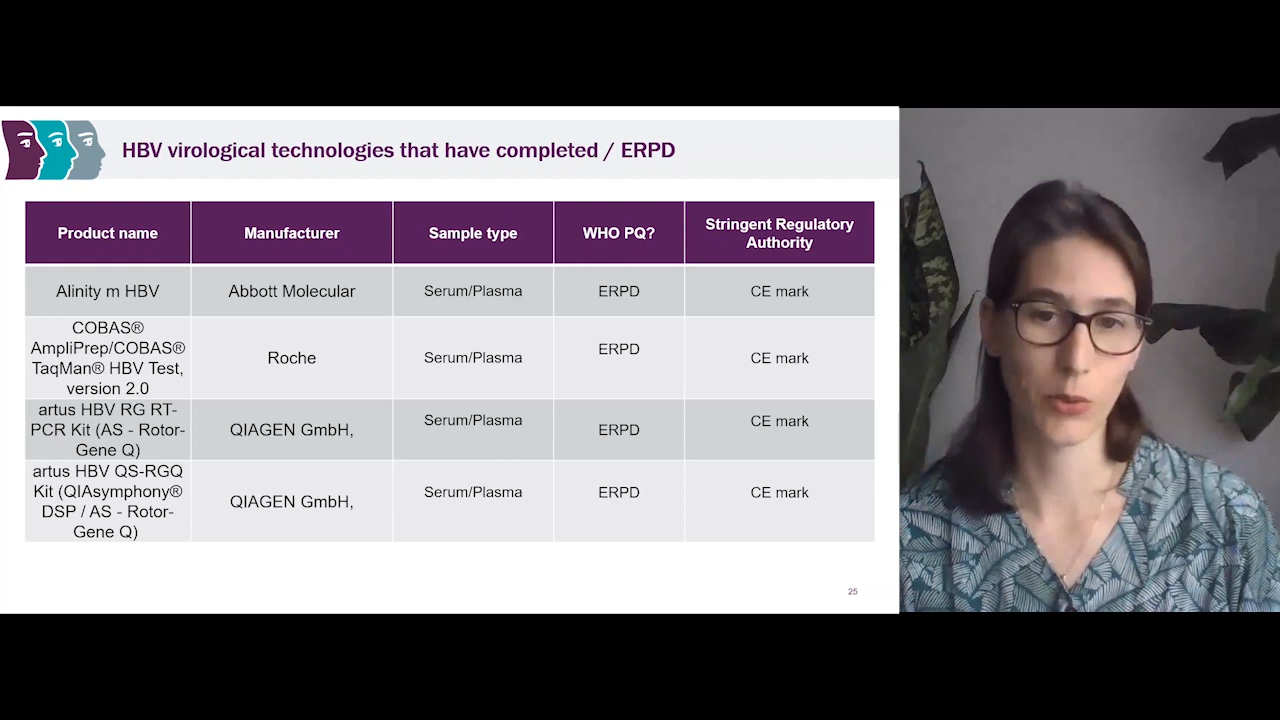 HBV virological technologies that have completed / ERPD
Product name
Manufacturer
Sample type
WHO PQ?
Stringent Regulatory
Authority
Alinity m HBV
Abbott Molecular
Serum/Plasma
ERPD
CE mark
COBAS®
AmpliPrep/COBAS®
TaqMan® HBV Test,
version 2.0
Roche
Serum/Plasma
ERPD
CE mark
artus HBV RG RT-
PCR Kit (AS - Rotor-
Gene Q)
QIAGEN GmbH,
Serum/Plasma
ERPD
CE mark
artus HBV QS-RGQ
Kit (QIAsymphony®
DSP / AS - Rotor-
Gene Q)
QIAGEN GmbH,
Serum/Plasma
ERPD
CE mark
25